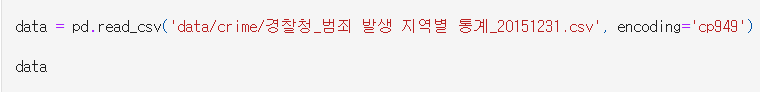 data = pd.read_csv('data/crime/경찰청_범죄 발생 지역별 통계_20151231.csv', encoding='cp949')
data